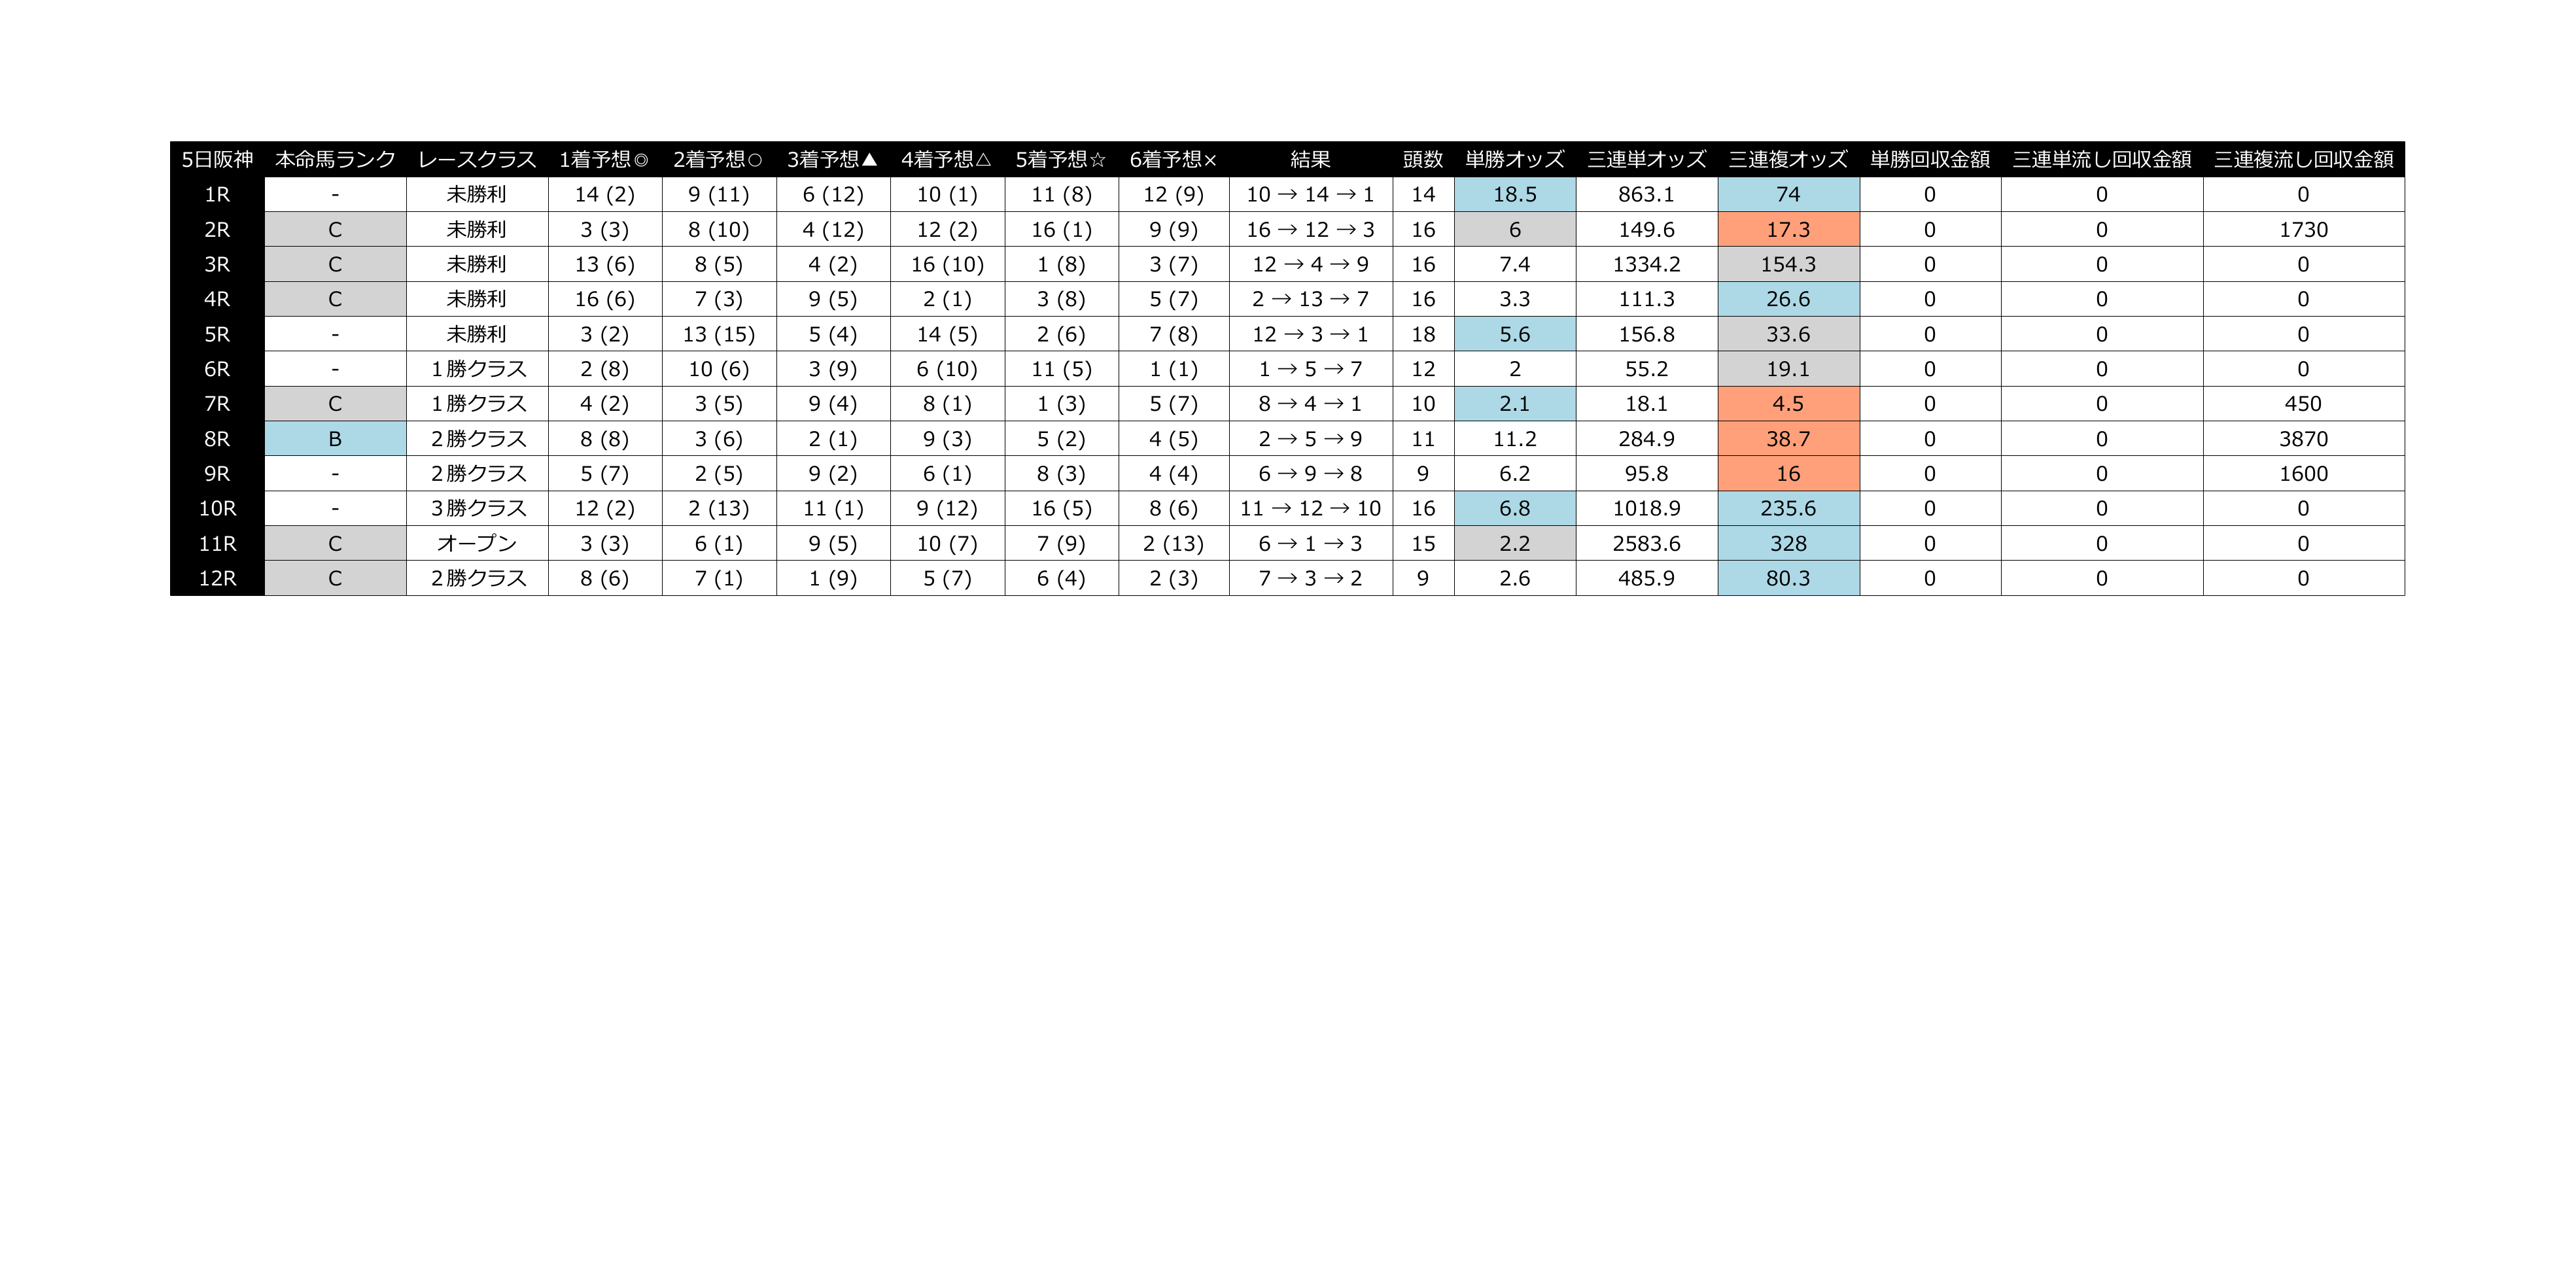 5日阪神 本命馬ランク レースクラス 1着予想◎ 2着予想○ 3着予想▲ 4着予想△ 5着予想☆ 6着予想× 結果 頭数 単勝オッズ 三連単オッズ 三連複オッズ 単勝回収金額 三連単流し回収金額 三連複流し回収金額
1R - 未勝利 14 (2) 9 (11) 6 (12) 10 (1) 11 (8) 12 (9) 10 → 14 → 1 14 18.5 863.1 74 0 0 0
2R C 未勝利 3 (3) 8 (10) 4 (12) 12 (2) 16 (1) 9 (9) 16 → 12 → 3 16 6 149.6 17.3 0 0 1730
3R C 未勝利 13 (6) 8 (5) 4 (2) 16 (10) 1 (8) 3 (7) 12 → 4 → 9 16 7.4 1334.2 154.3 0 0 0
4R C 未勝利 16 (6) 7 (3) 9 (5) 2 (1) 3 (8) 5 (7) 2 → 13 → 7 16 3.3 111.3 26.6 0 0 0
5R - 未勝利 3 (2) 13 (15) 5 (4) 14 (5) 2 (6) 7 (8) 12 → 3 → 1 18 5.6 156.8 33.6 0 0 0
6R - 1勝クラス 2 (8) 10 (6) 3 (9) 6 (10) 11 (5) 1 (1) 1 → 5 → 7 12 2 55.2 19.1 0 0 0
7R C 1勝クラス 4 (2) 3 (5) 9 (4) 8 (1) 1 (3) 5 (7) 8 → 4 → 1 10 2.1 18.1 4.5 0 0 450
8R B 2勝クラス 8 (8) 3 (6) 2 (1) 9 (3) 5 (2) 4 (5) 2 → 5 → 9 11 11.2 284.9 38.7 0 0 3870
9R - 2勝クラス 5 (7) 2 (5) 9 (2) 6 (1) 8 (3) 4 (4) 6 → 9 → 8 9 6.2 95.8 16 0 0 1600
10R - 3勝クラス 12 (2) 2 (13) 11 (1) 9 (12) 16 (5) 8 (6) 11 → 12 → 10 16 6.8 1018.9 235.6 0 0 0
11R C オープン 3 (3) 6 (1) 9 (5) 10 (7) 7 (9) 2 (13) 6 → 1 → 3 15 2.2 2583.6 328 0 0 0
12R C 2勝クラス 8 (6) 7 (1) 1 (9) 5 (7) 6 (4) 2 (3) 7 → 3 → 2 9 2.6 485.9 80.3 0 0 0